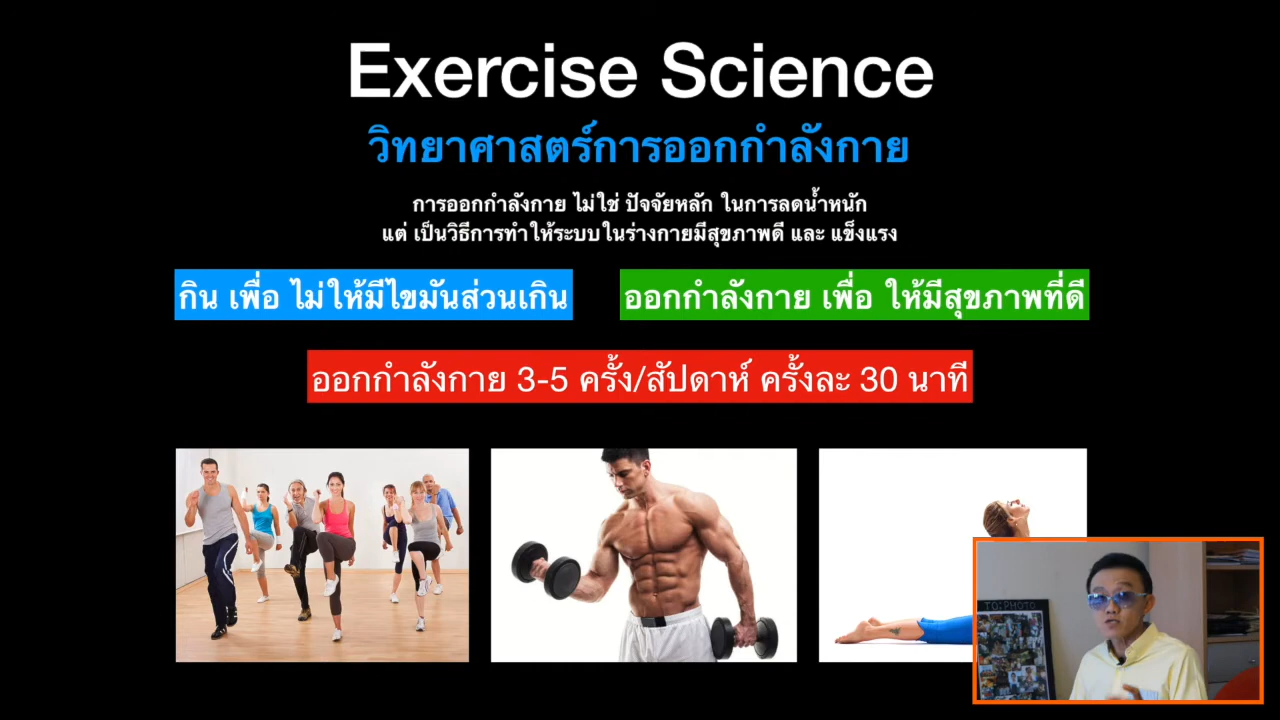 Exercise Science
วิทยาศาสตร์การออกกำลังกาย
การออกกำลังกาย ไม่ใช่ ปัจจัยหลัก ในการลดน้ำหนัก
แต่ เป็นวิธีการทำให้ระบบในร่างกายมีสุขภาพดี และ แข็งแรง
กิน เพื่อ ไม่ให้มีไขมันส่วนเกิน
ออกกำลังกาย เพื่อ ให้มีสุขภาพที่ดี
ออกกำลังกาย 3-5 ครั้ง/สัปดาห์ ครั้งละ 30 นาที
TO:PHOTO